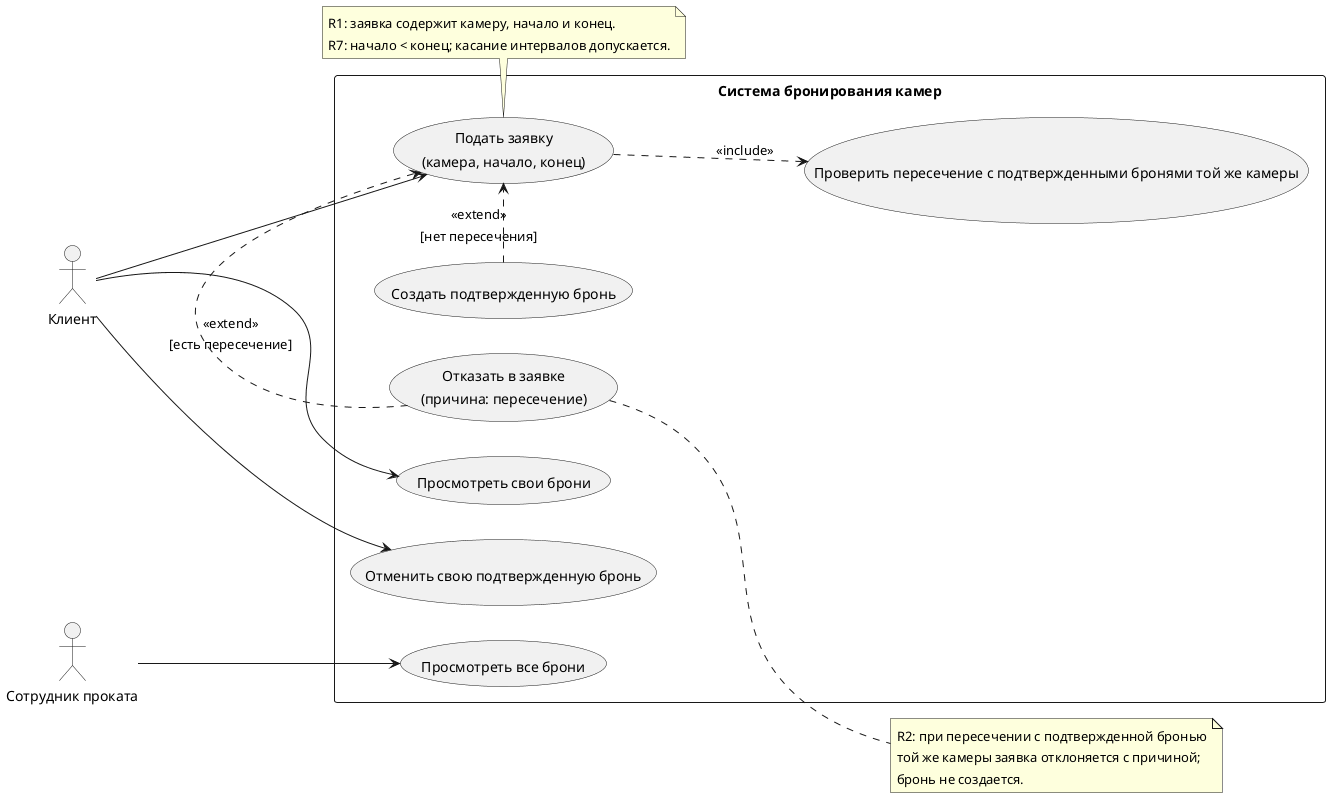 R1: заявка содержит камеру, начало и конец.
R7: начало < конец; касание интервалов допускается.
Система бронирования камер
Подать заявку
(камера, начало, конец)
«include»
Проверить пересечение с подтвержденными бронями той же камеры
«extend»
[нет пересечения]
Создать подтвержденную бронь
Клиент
«extend»
[есть пересечение]
Отказать в заявке
(причина: пересечение)
Просмотреть свои брони
Отменить свою подтвержденную бронь
Просмотреть все брони
Сотрудник проката
R2: при пересечении с подтвержденной бронью
той же камеры заявка отклоняется с причиной;
бронь не создается.